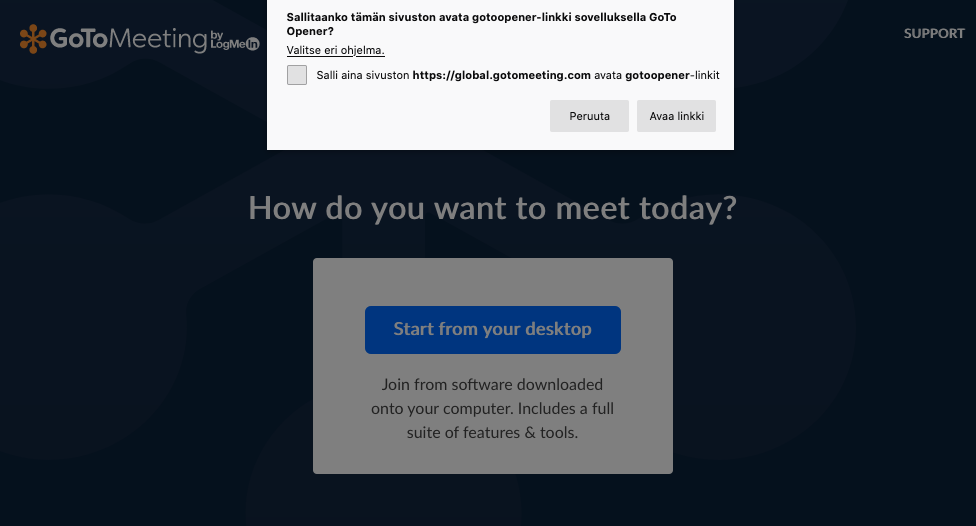 Sallitaanko tämän sivuston avata gotoopener-linkki sovelluksella GoTo
Opener?
Valitse eri ohjelma.
Salli aina sivuston https://global.gotomeeting.com avata gotoopener-linkit
Peruuta
Avaa linkki
GoToMeeting by
LogMeIn
SUPPORT
How do you want to meet today?
Start from your desktop
Join from software downloaded
onto your computer. Includes a full
suite of features & tools.